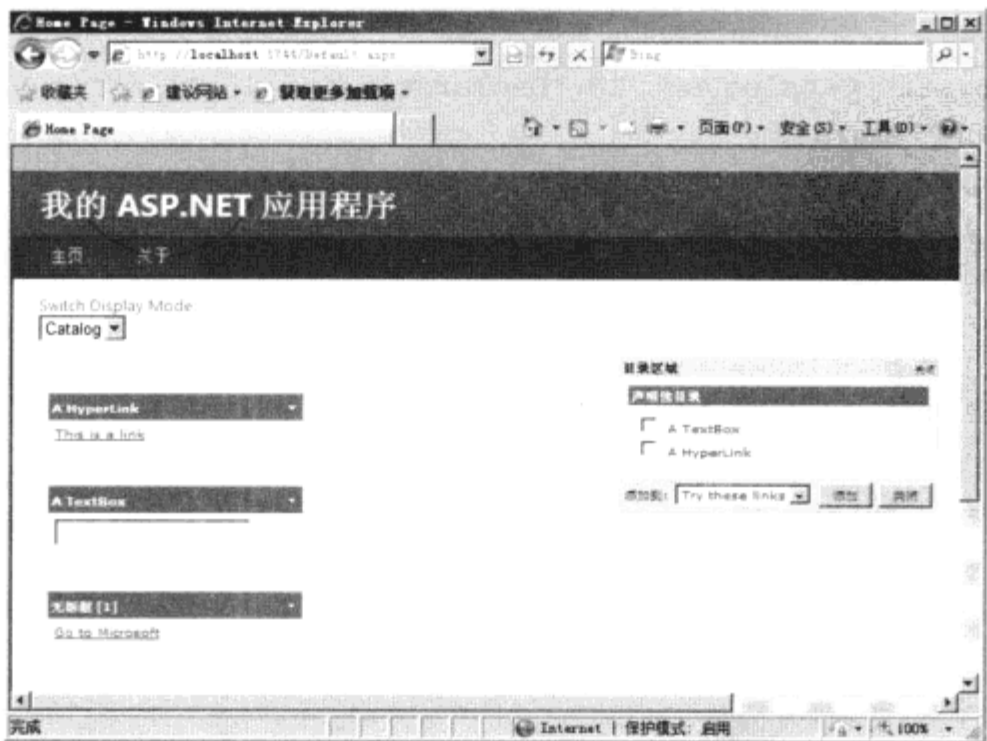 Home Page - Windows Internet Explorer
http://localhost:1744/Default.aspx
Bing
收藏夹 建议网站 获取更多加载项
Home Page
页面(P) 安全(S) 工具(O)
我的 ASP.NET 应用程序
主页 关于
Switch Display Mode
Catalog
目录区域 关闭
声明性目录
A TextBox
A HyperLink
添加到: Try these links 添加 关闭
A HyperLink
This is a link
A TextBox
无标题 [1]
Go to Microsoft
完成 Internet | 保护模式: 启用 100%